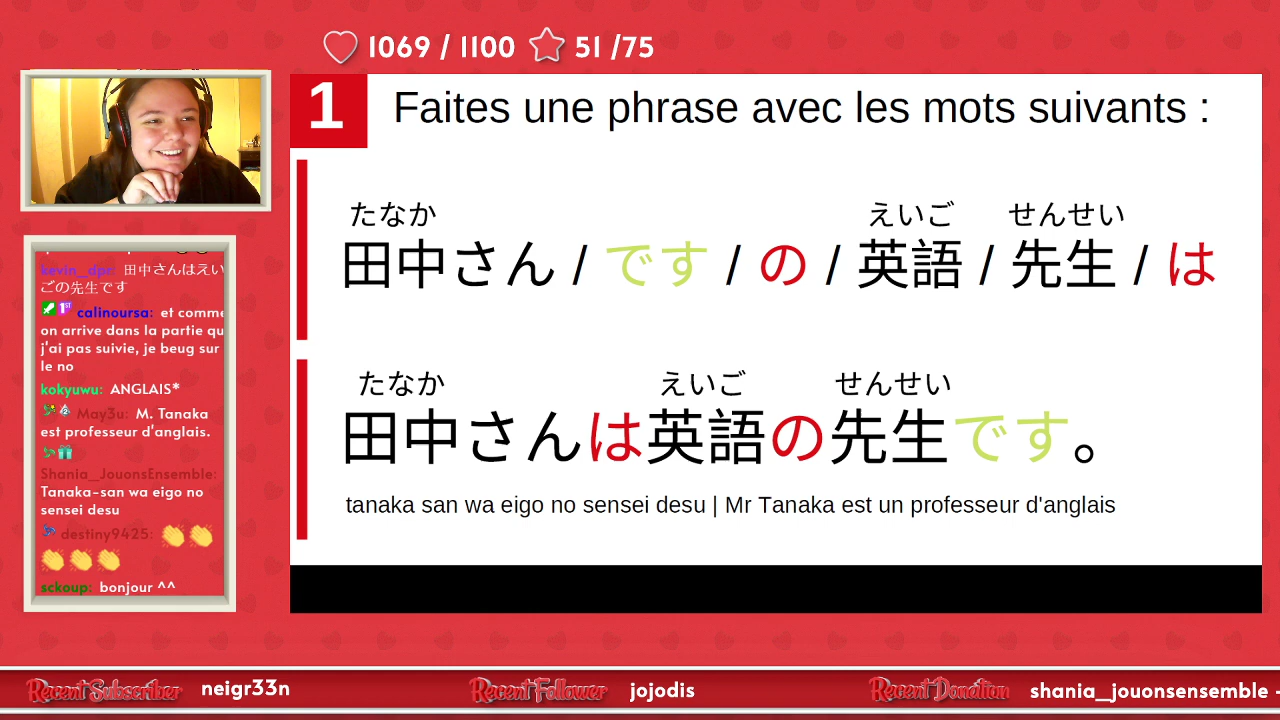 1069 / 1100 51 /75
1 Faites une phrase avec les mots suivants :
たなか えいご せんせい
田中さん / です / の / 英語 / 先生 / は
たなか えいご せんせい
田中さんは英語の先生です。
tanaka san wa eigo no sensei desu | Mr Tanaka est un professeur d'anglais
kevin_dpr: 田中さんはえい
ごの先生です
calinoursa: et comme
on arrive dans la partie qu
j'ai pas suivie, je beug sur
le no
kokyuwu: ANGLAIS*
May3u: M. Tanaka
est professeur d'anglais.
Shania_JouonsEnsemble:
Tanaka-san wa eigo no
sensei desu
destiny9425:
sckoup: bonjour ^^
Recent Subscriber neigr33n
Recent Follower jojodis
Recent Donation shania_jouonsensemble -